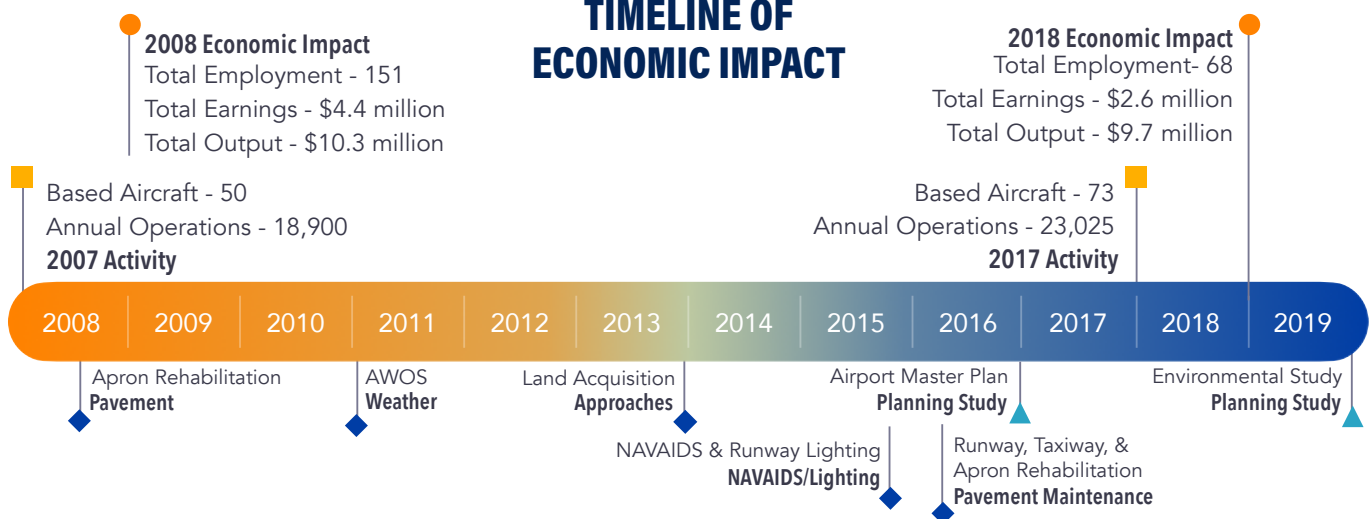 TIMELINE OF
ECONOMIC IMPACT
2008 Economic Impact
Total Employment - 151
Total Earnings - $4.4 million
Total Output - $10.3 million
2018 Economic Impact
Total Employment- 68
Total Earnings - $2.6 million
Total Output - $9.7 million
Based Aircraft - 50
Annual Operations - 18,900
2007 Activity
Based Aircraft - 73
Annual Operations - 23,025
2017 Activity
2008 2009 2010 2011 2012 2013 2014 2015 2016 2017 2018 2019
Apron Rehabilitation
Pavement
AWOS
Weather
Land Acquisition
Approaches
Airport Master Plan
Planning Study
Environmental Study
Planning Study
NAVAIDS & Runway Lighting
NAVAIDS/Lighting
Runway, Taxiway, &
Apron Rehabilitation
Pavement Maintenance